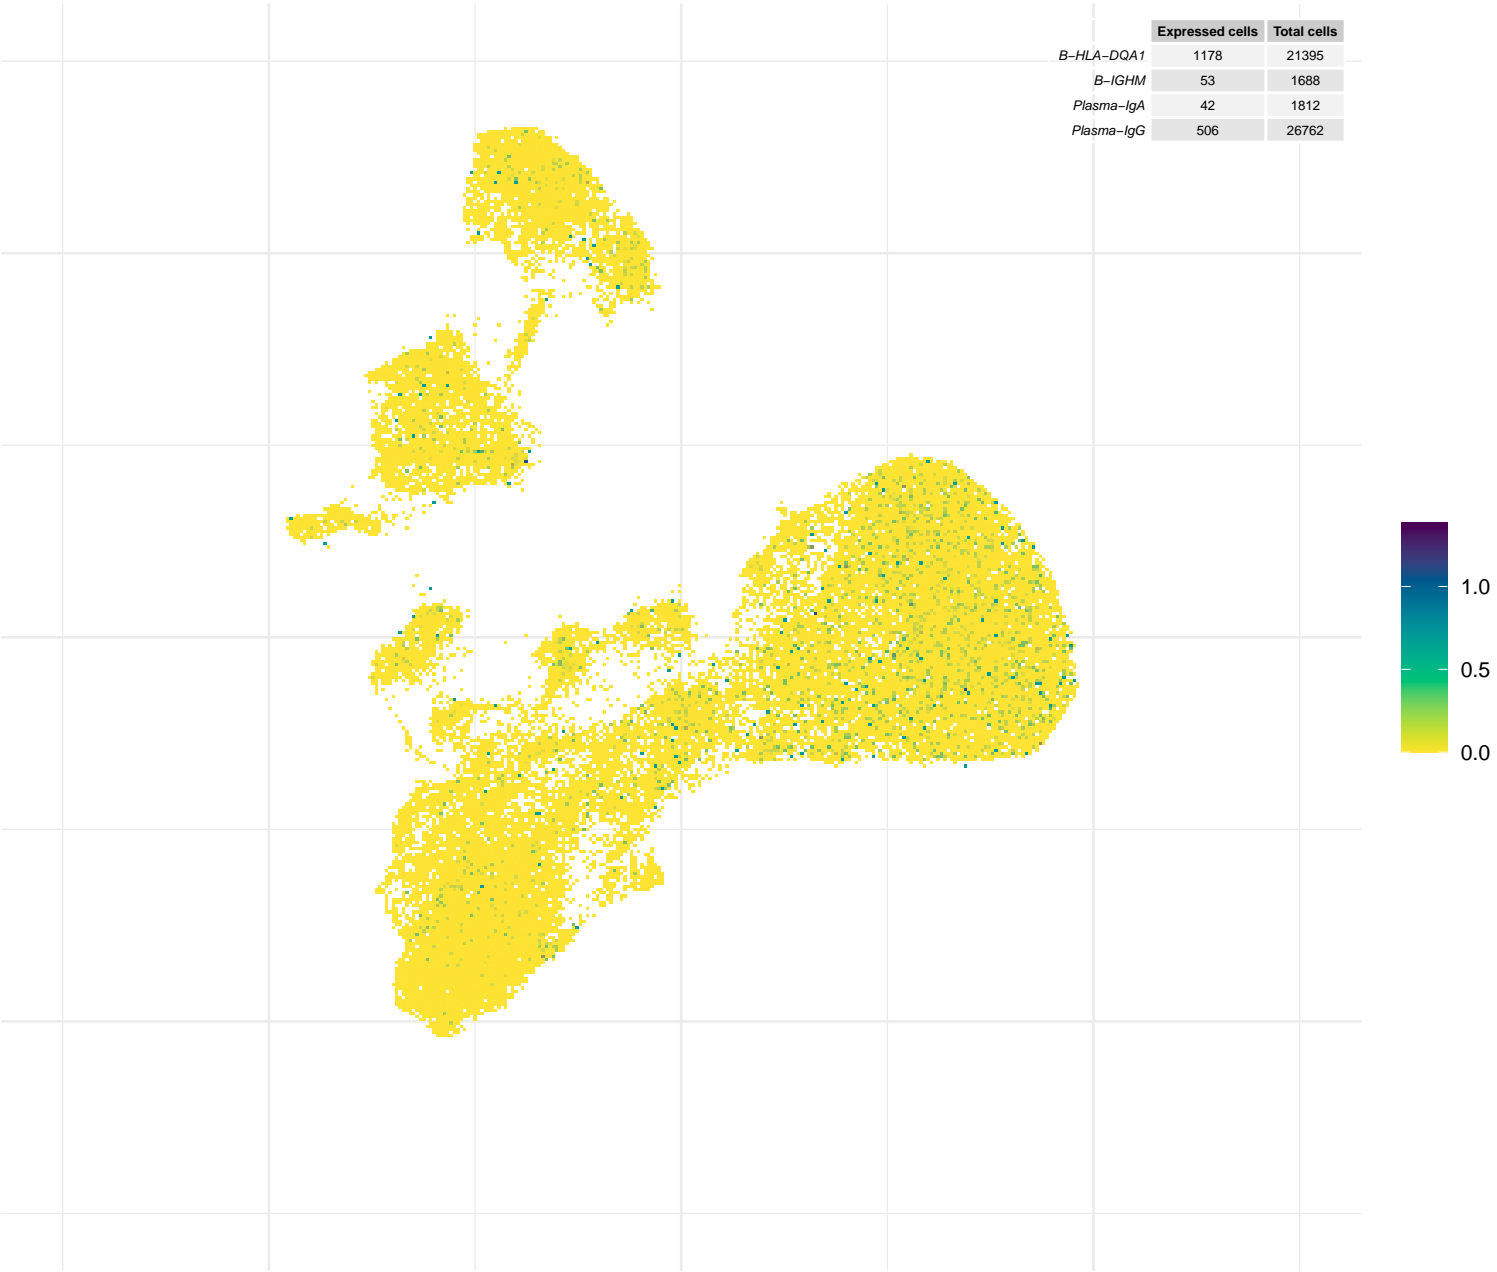 Expressed cells Total cells
B−HLA−DQA1 1178 21395
B−IGHM 53 1688
Plasma−IgA 42 1812
Plasma−IgG 506 26762
1.0
0.5
0.0